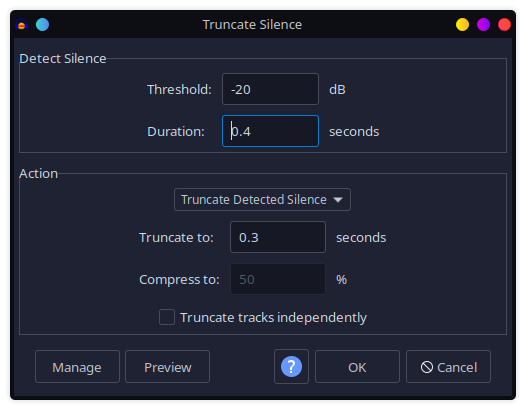 Truncate Silence
Detect Silence
Threshold: -20 dB
Duration: 0.4 seconds
Action
Truncate Detected Silence
Truncate to: 0.3 seconds
Compress to: 50 %
Truncate tracks independently
Manage Preview ? OK Cancel